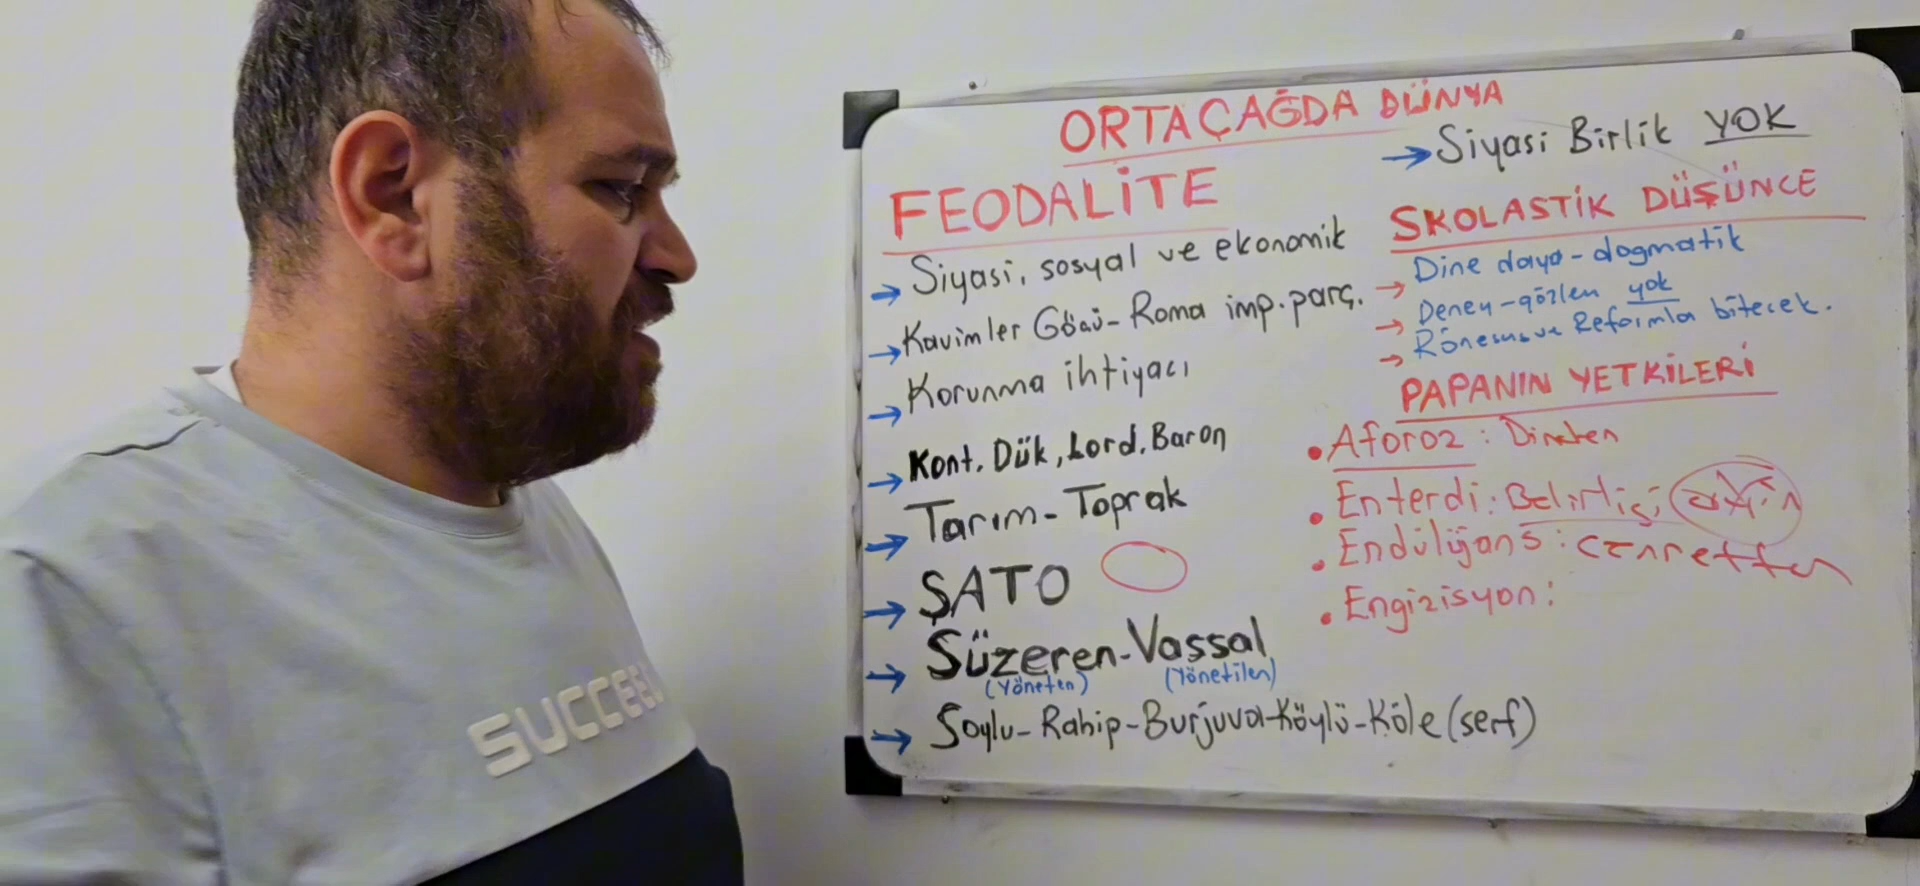 ORTAÇAĞDA DÜNYA
→ Siyasi Birlik YOK
FEODALİTE
→ Siyasi, sosyal ve ekonomik
→ Kavimler Göçü - Roma imp. parç.
→ Korunma ihtiyacı
→ Kont, Dük, Lord, Baron
→ Tarım - Toprak
→ ŞATO
→ Süzeren - Vassal
(Yöneten) (Yönetilen)
→ Soylu - Rahip - Burjuva - Köylü - Köle (serf)
SKOLASTİK DÜŞÜNCE
→ Dine daya - dogmatik
→ Deney - gözlem yok
→ Rönesans ve Reformla bitecek.
PAPANIN YETKİLERİ
• Aforoz : Dinden
• Enterdi :
• Endülijans :
• Engizisyon :
SUCCEE